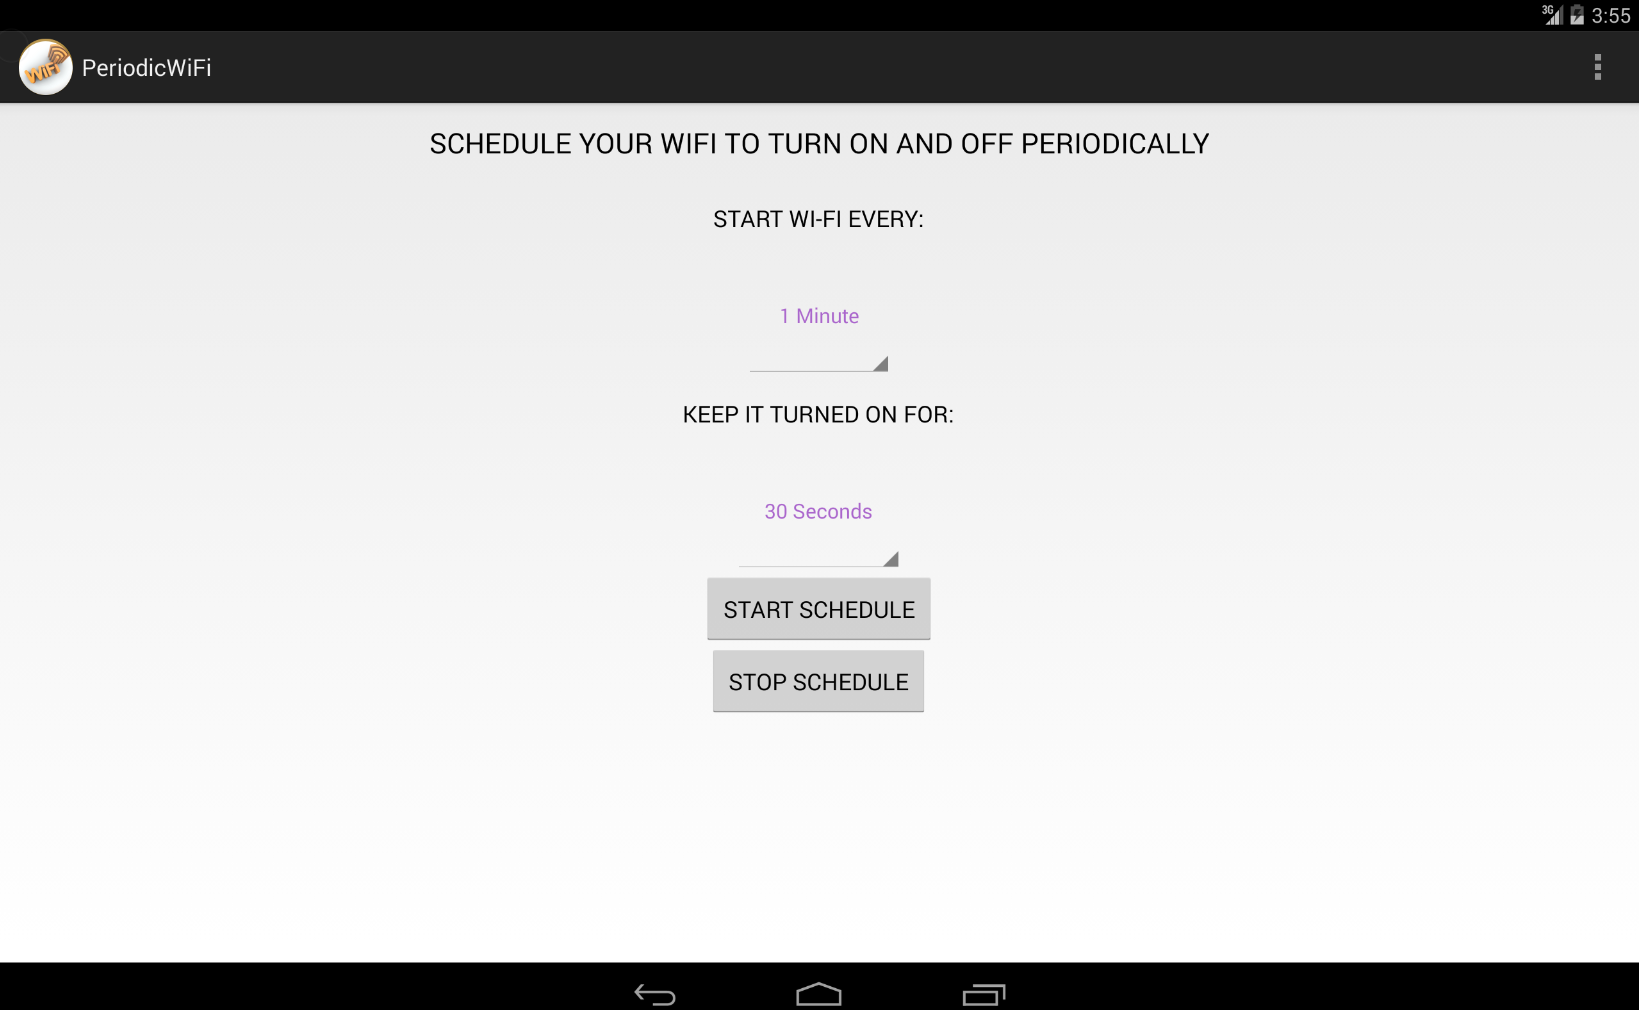 3G
3:55
WiFi
PeriodicWiFi
SCHEDULE YOUR WIFI TO TURN ON AND OFF PERIODICALLY
START WI-FI EVERY:
1 Minute
KEEP IT TURNED ON FOR:
30 Seconds
START SCHEDULE
STOP SCHEDULE